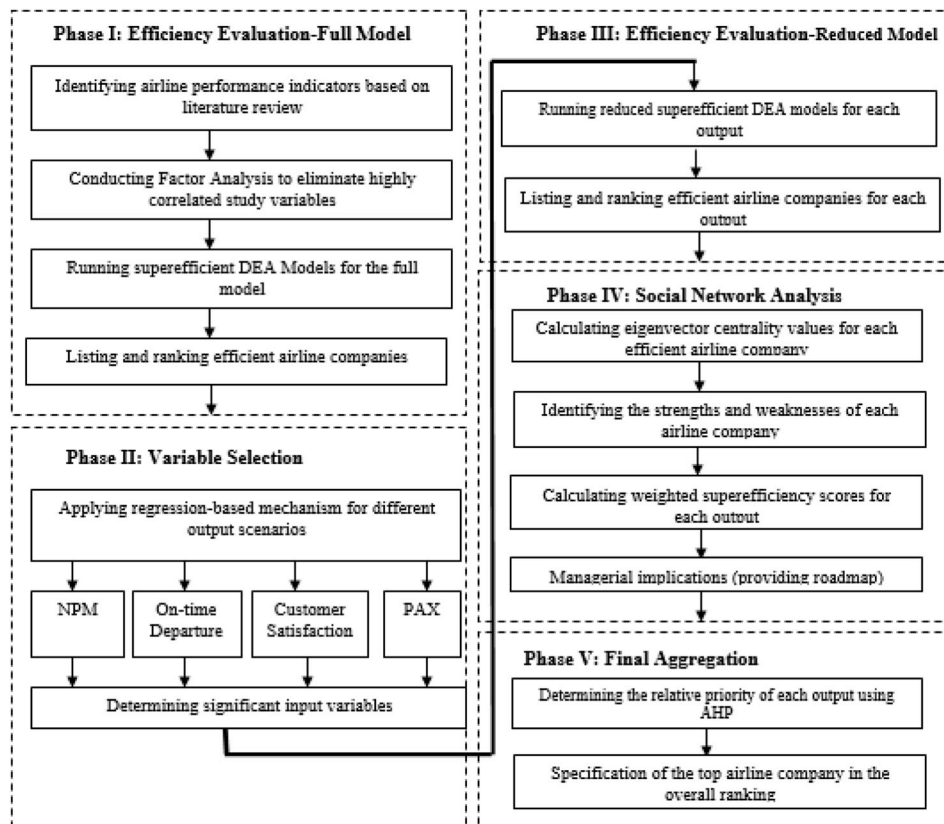 Phase I: Efficiency Evaluation-Full Model
Identifying airline performance indicators based on
literature review
Conducting Factor Analysis to eliminate highly
correlated study variables
Running superefficient DEA Models for the full
model
Listing and ranking efficient airline companies
Phase II: Variable Selection
Applying regression-based mechanism for different
output scenarios
NPM
On-time
Departure
Customer
Satisfaction
PAX
Determining significant input variables
Phase III: Efficiency Evaluation-Reduced Model
Running reduced superefficient DEA models for each
output
Listing and ranking efficient airline companies for each
output
Phase IV: Social Network Analysis
Calculating eigenvector centrality values for each
efficient airline company
Identifying the strengths and weaknesses of each
airline company
Calculating weighted superefficiency scores for
each output
Managerial implications (providing roadmap)
Phase V: Final Aggregation
Determining the relative priority of each output using
AHP
Specification of the top airline company in the
overall ranking